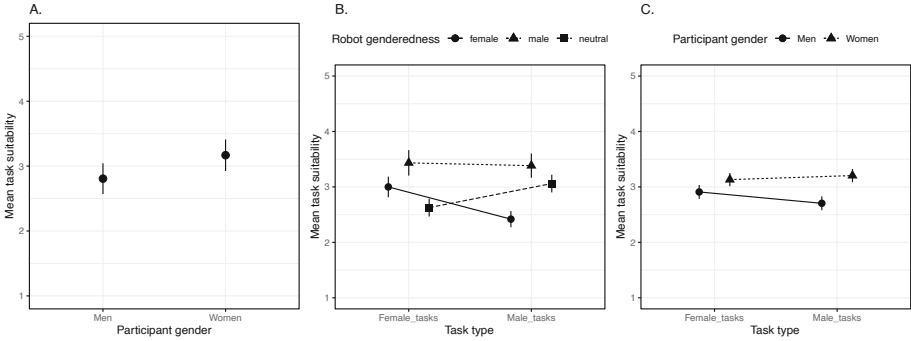 A.
Mean task suitability
5
4
3
2
1
Men
Women
Participant gender
B.
Robot genderedness female male neutral
Mean task suitability
5
4
3
2
1
Female_tasks
Male_tasks
Task type
C.
Participant gender Men Women
Mean task suitability
5
4
3
2
1
Female_tasks
Male_tasks
Task type